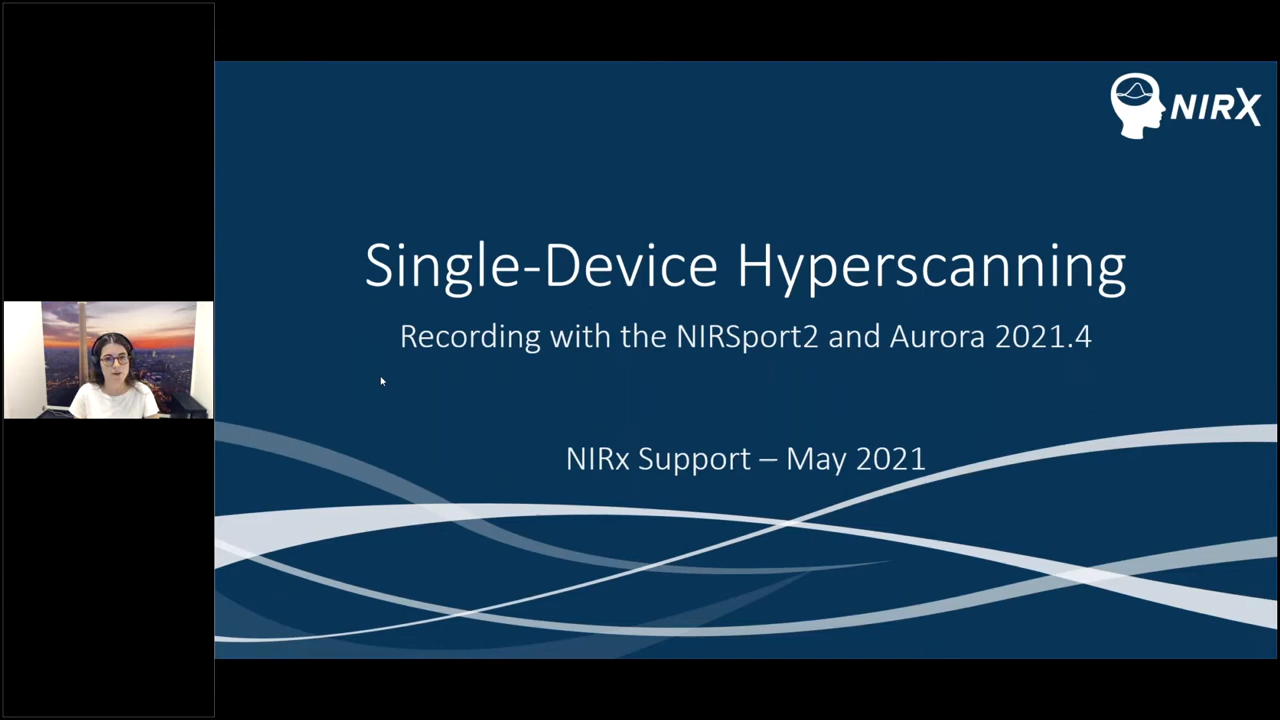 NIRX
Single-Device Hyperscanning
Recording with the NIRSport2 and Aurora 2021.4
NIRx Support – May 2021